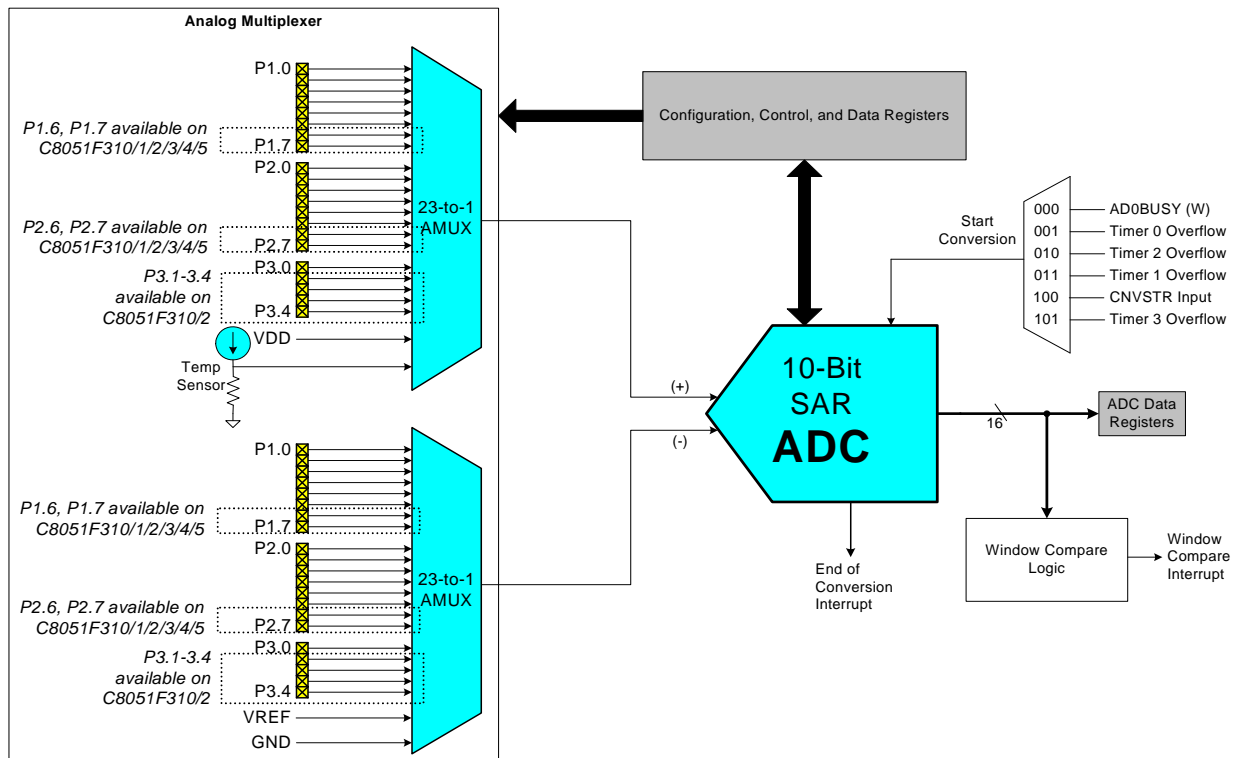 Analog Multiplexer
P1.0
P1.6, P1.7 available on
C8051F310/1/2/3/4/5
P1.7
P2.0
P2.6, P2.7 available on
C8051F310/1/2/3/4/5
P2.7
P3.0
P3.1-3.4
available on
C8051F310/2
P3.4
VDD
Temp
Sensor
23-to-1
AMUX
P1.0
P1.6, P1.7 available on
C8051F310/1/2/3/4/5
P1.7
P2.0
P2.6, P2.7 available on
C8051F310/1/2/3/4/5
P2.7
P3.0
P3.1-3.4
available on
C8051F310/2
P3.4
VREF
GND
23-to-1
AMUX
Configuration, Control, and Data Registers
Start
Conversion
000 AD0BUSY (W)
001 Timer 0 Overflow
010 Timer 2 Overflow
011 Timer 1 Overflow
100 CNVSTR Input
101 Timer 3 Overflow
(+)
(-)
10-Bit
SAR
ADC
16
ADC Data
Registers
End of
Conversion
Interrupt
Window Compare
Logic
Window
Compare
Interrupt